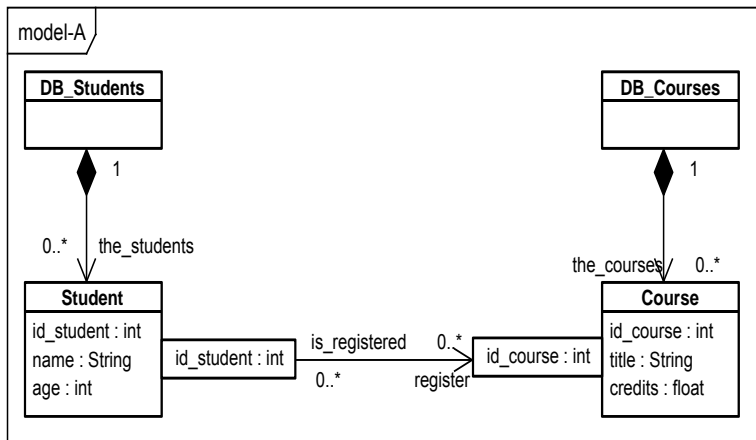 model-A
DB_Students
DB_Courses
1
1
0..* the_students
the_courses 0..*
Student
Course
id_student : int
name : String
age : int
id_student : int
is_registered 0..*
0..* register
id_course : int
id_course : int
title : String
credits : float